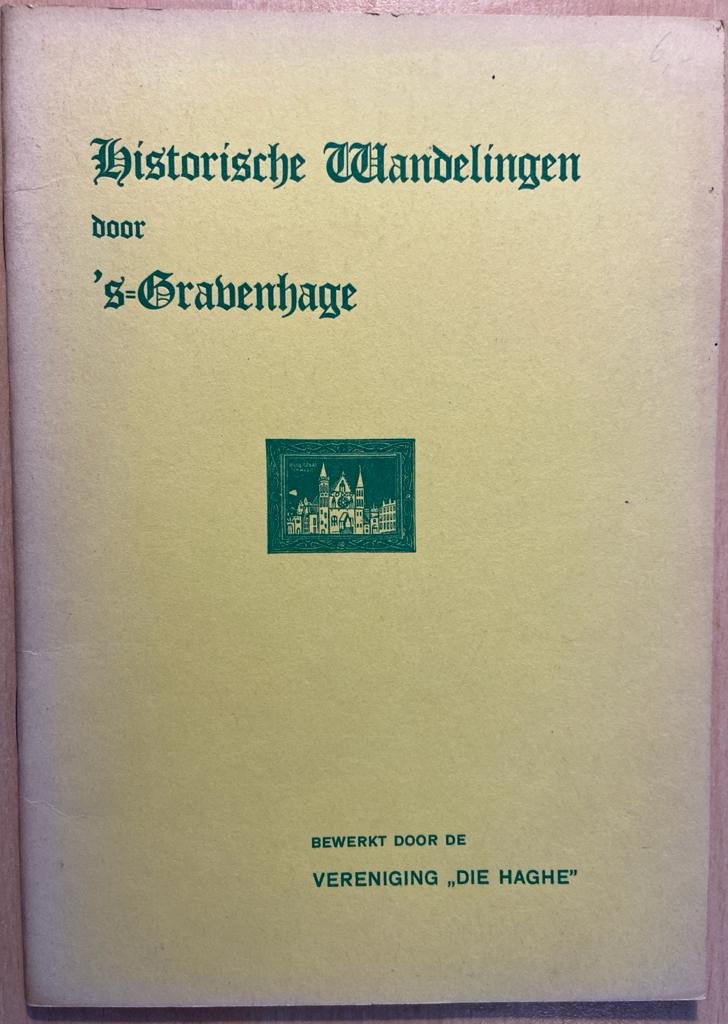 Historische Wandelingen
door
's=Gravenhage
BEWERKT DOOR DE
VERENIGING „DIE HAGHE”